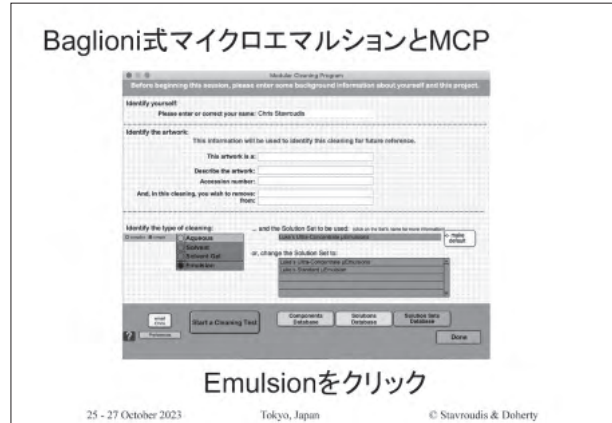 Baglioni式マイクロエマルションとMCP
Modular Cleaning Program
Before beginning this session, please enter some background information about yourself and this project.
Identify yourself:
Please enter or correct your name: Chris Stavroudis
Identify the artwork:
This information will be used to identify this cleaning for future reference.
This artwork is a:
Describe the artwork:
Accession number:
And, in this cleaning, you wish to remove:
from:
Identify the type of cleaning:
... and the Solution Set to be used:
make default
Aqueous
Solvent
Solvent Gel
Emulsion
or, change the Solution Set to:
Start a Cleaning Test
Components Database
Solutions Database
Solution Sets Database
?
Preferences
Done
Emulsionをクリック
25 - 27 October 2023
Tokyo, Japan
© Stavroudis & Doherty